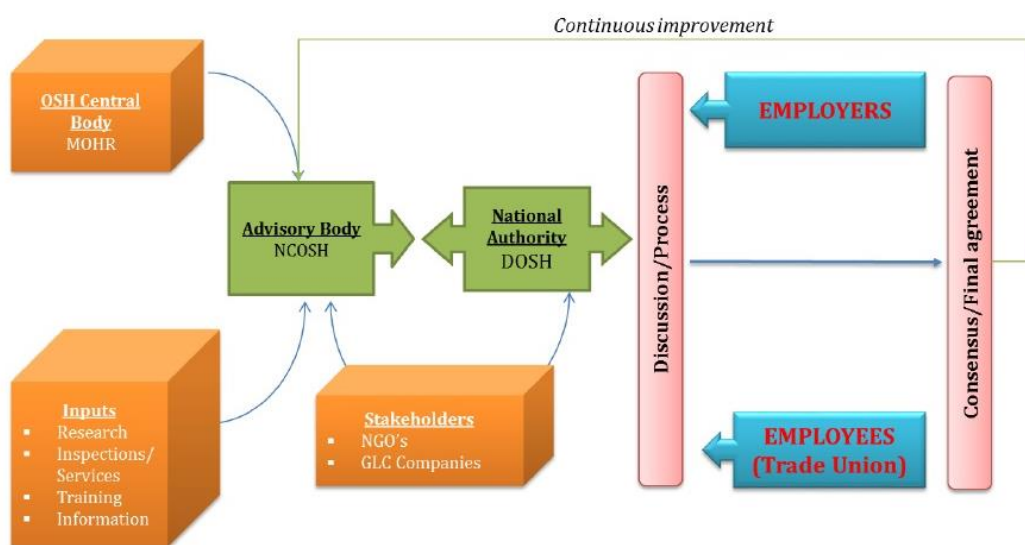 Continuous improvement
OSH Central
Body
MOHR
EMPLOYERS
Advisory Body
NCOSH
National
Authority
DOSH
Discussion/Process
Consensus/Final agreement
Inputs
▪ Research
▪ Inspections/
Services
▪ Training
▪ Information
Stakeholders
▪ NGO's
▪ GLC Companies
EMPLOYEES
(Trade Union)